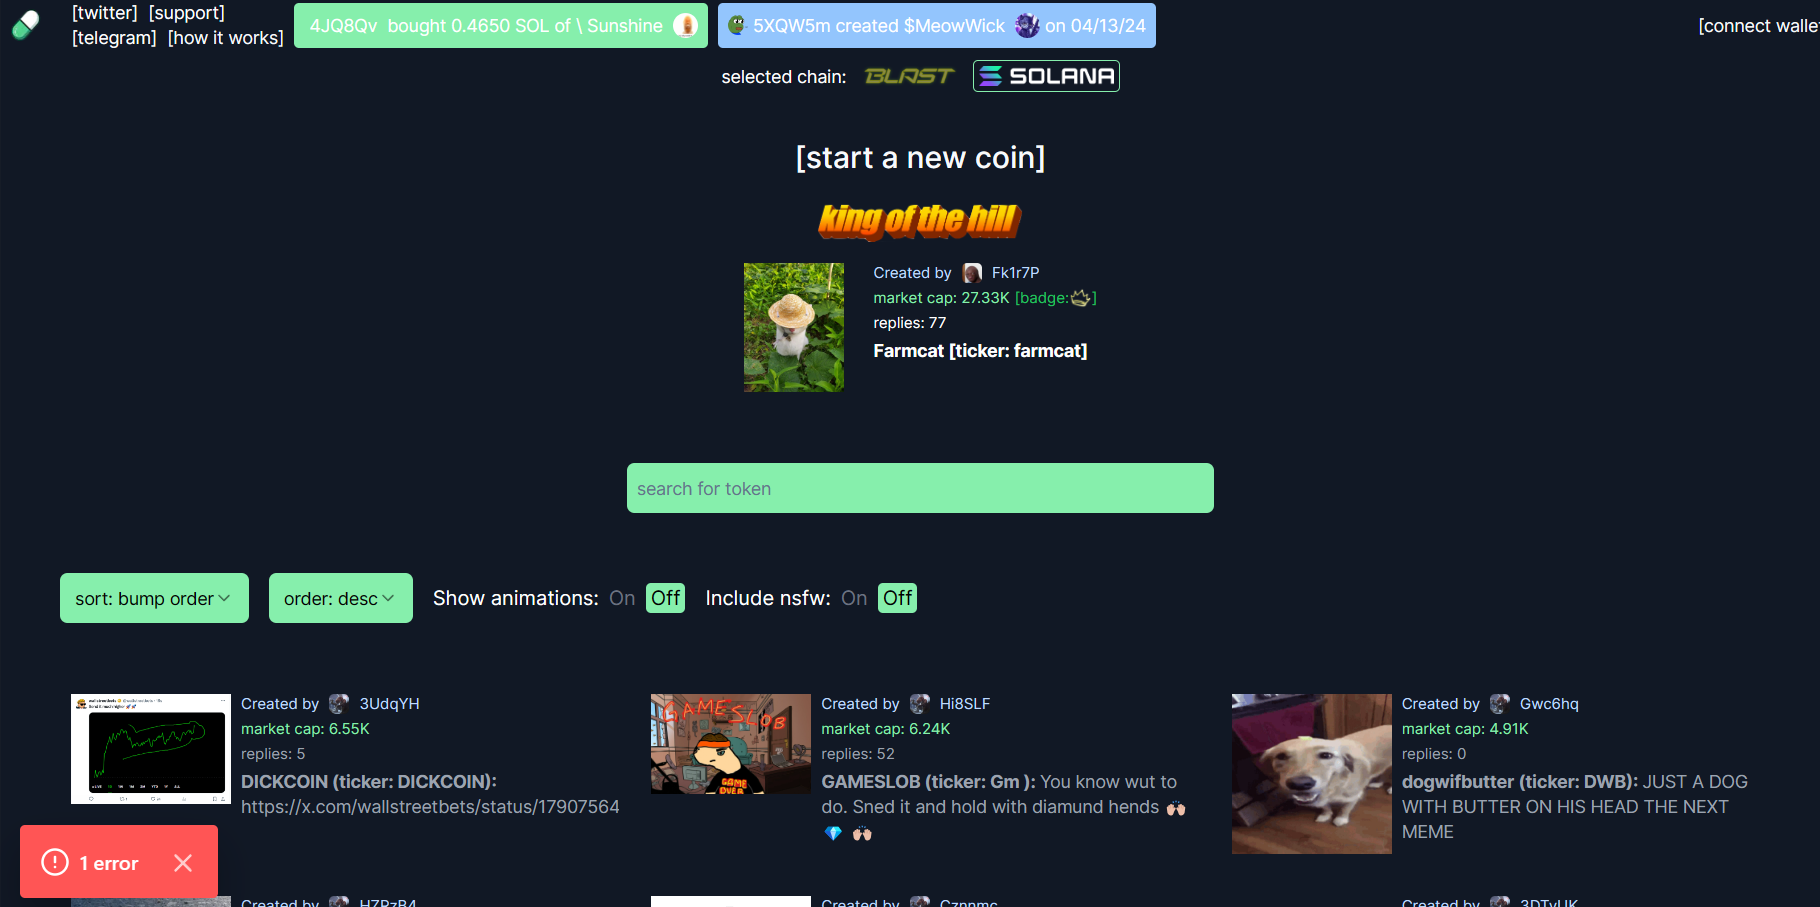 [twitter] [support]
[telegram] [how it works]
4JQ8Qv bought 0.4650 SOL of \ Sunshine
5XQW5m created $MeowWick on 04/13/24
[connect walle
selected chain: BLAST SOLANA
[start a new coin]
king of the hill
Created by Fk1r7P
market cap: 27.33K [badge: ]
replies: 77
Farmcat [ticker: farmcat]
search for token
sort: bump order
order: desc
Show animations: On Off
Include nsfw: On Off
Created by 3UdqYH
market cap: 6.55K
replies: 5
DICKCOIN (ticker: DICKCOIN):
https://x.com/wallstreetbets/status/17907564
GAMESLOB
GAME
OVER
Created by Hi8SLF
market cap: 6.24K
replies: 52
GAMESLOB (ticker: Gm ): You know wut to
do. Sned it and hold with diamund hends 🙌🏻
💎 🙌🏻
Created by Gwc6hq
market cap: 4.91K
replies: 0
dogwifbutter (ticker: DWB): JUST A DOG
WITH BUTTER ON HIS HEAD THE NEXT
MEME
1 error
Created by HZPzB4
Created by Cznnmc
Created by 3DTyUK